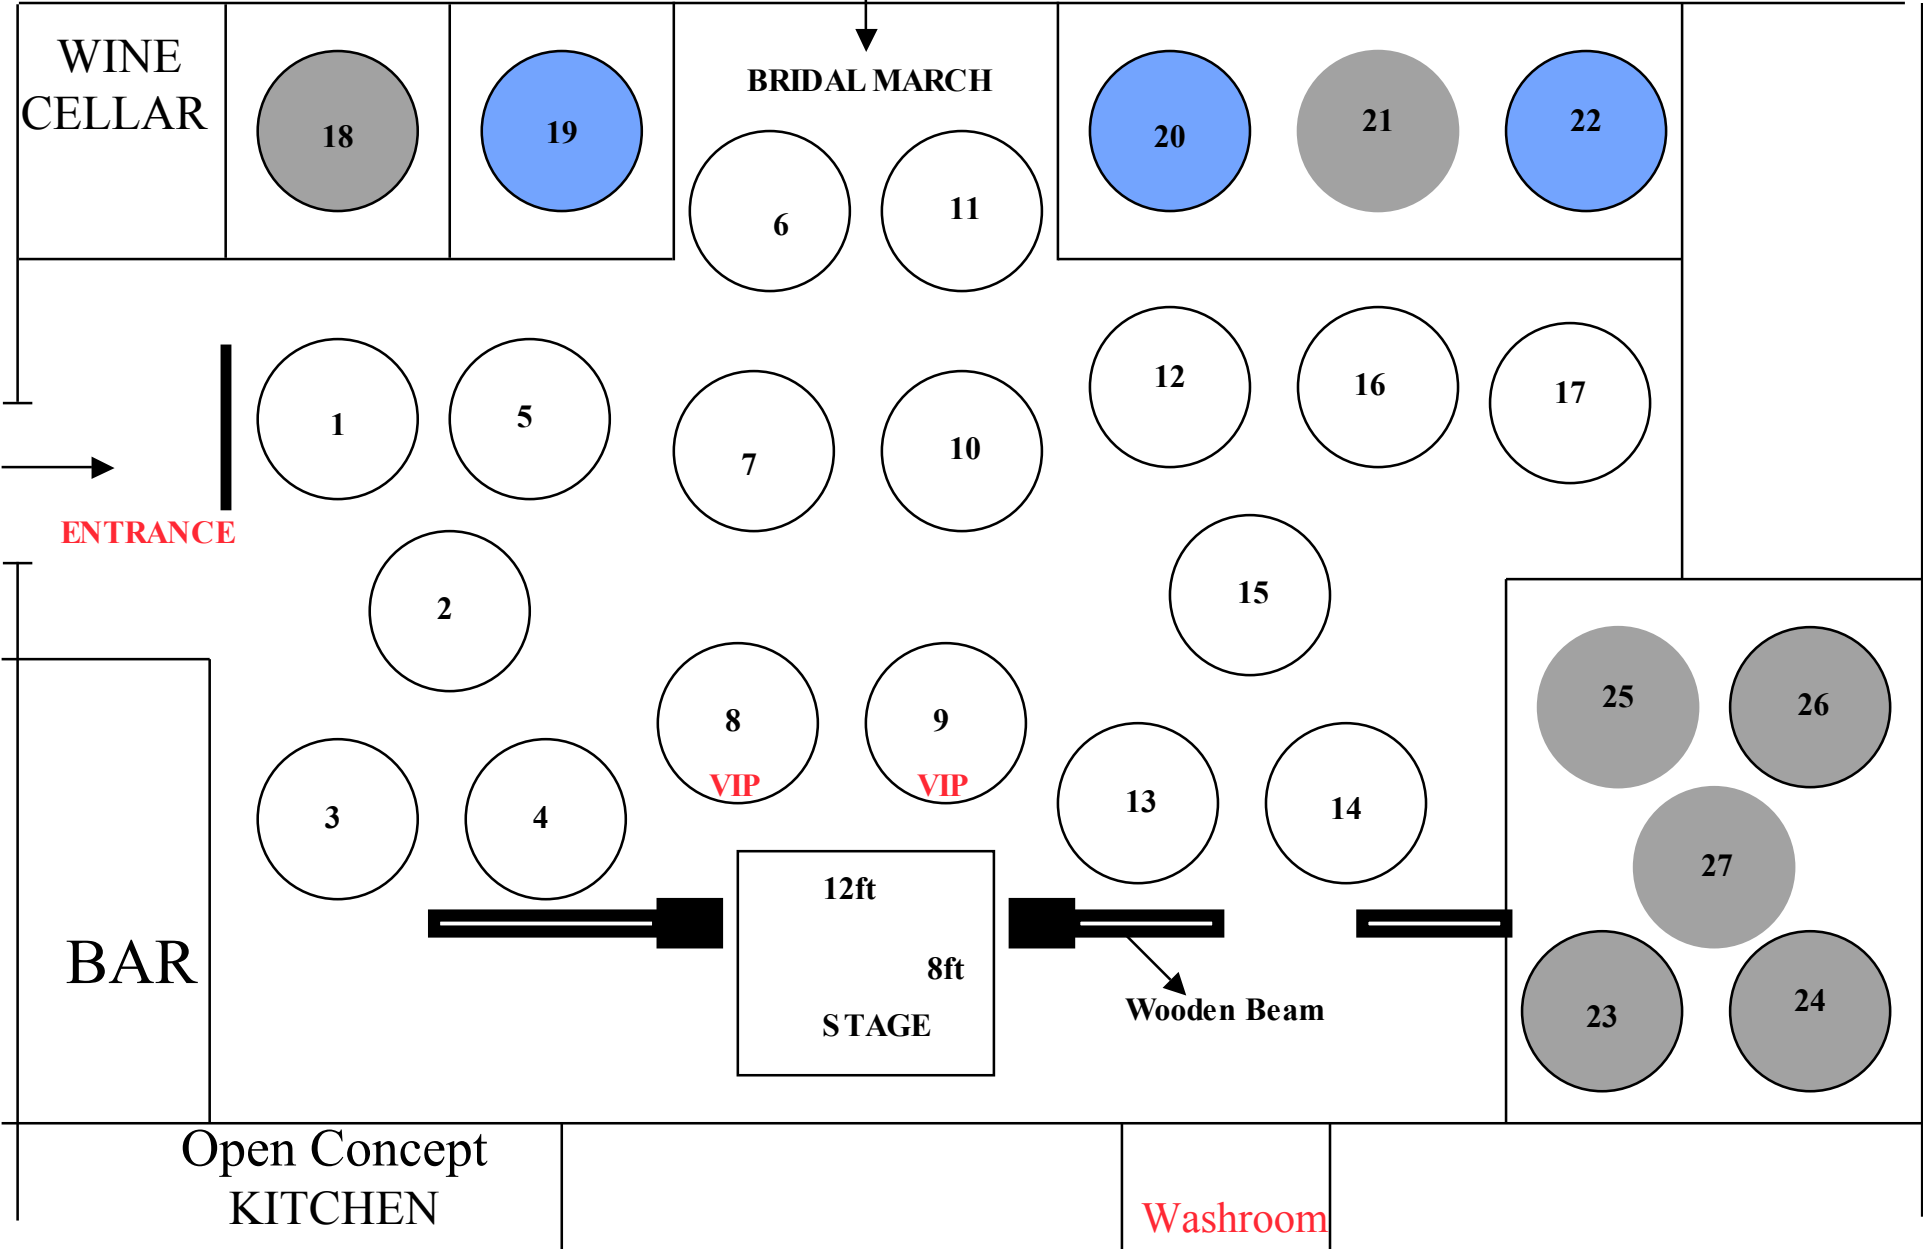 WINE
CELLAR
18
19
BRIDAL MARCH
20
21
22
6
11
1
5
7
10
12
16
17
ENTRANCE
2
15
8
VIP
9
VIP
25
26
3
4
13
14
27
12ft
8ft
STAGE
BAR
Wooden Beam
23
24
Open Concept
KITCHEN
Washroom